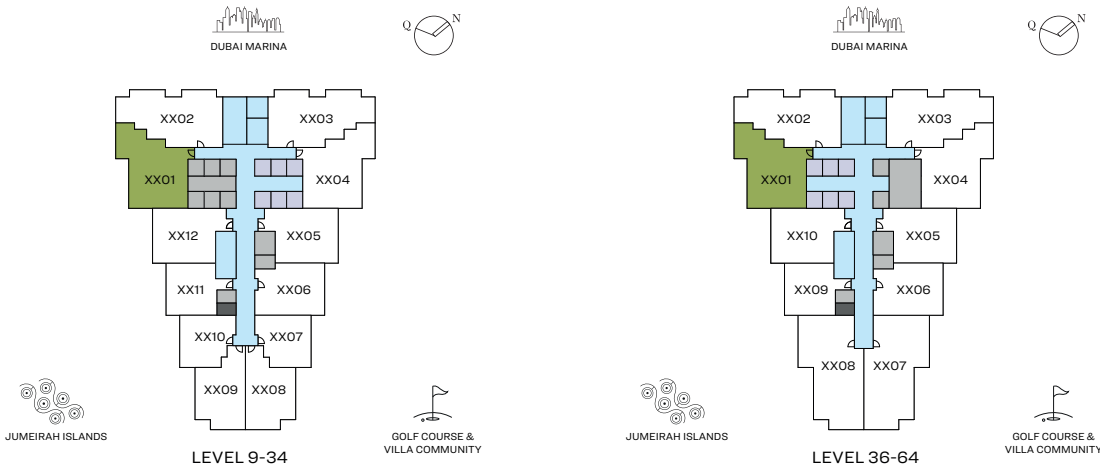 DUBAI MARINA
Q
N
XX02
XX03
XX01
XX04
XX12
XX05
XX11
XX06
XX10
XX07
XX09
XX08
JUMEIRAH ISLANDS
GOLF COURSE &
VILLA COMMUNITY
LEVEL 9-34
DUBAI MARINA
Q
N
XX02
XX03
XX01
XX04
XX10
XX05
XX09
XX06
XX08
XX07
JUMEIRAH ISLANDS
GOLF COURSE &
VILLA COMMUNITY
LEVEL 36-64